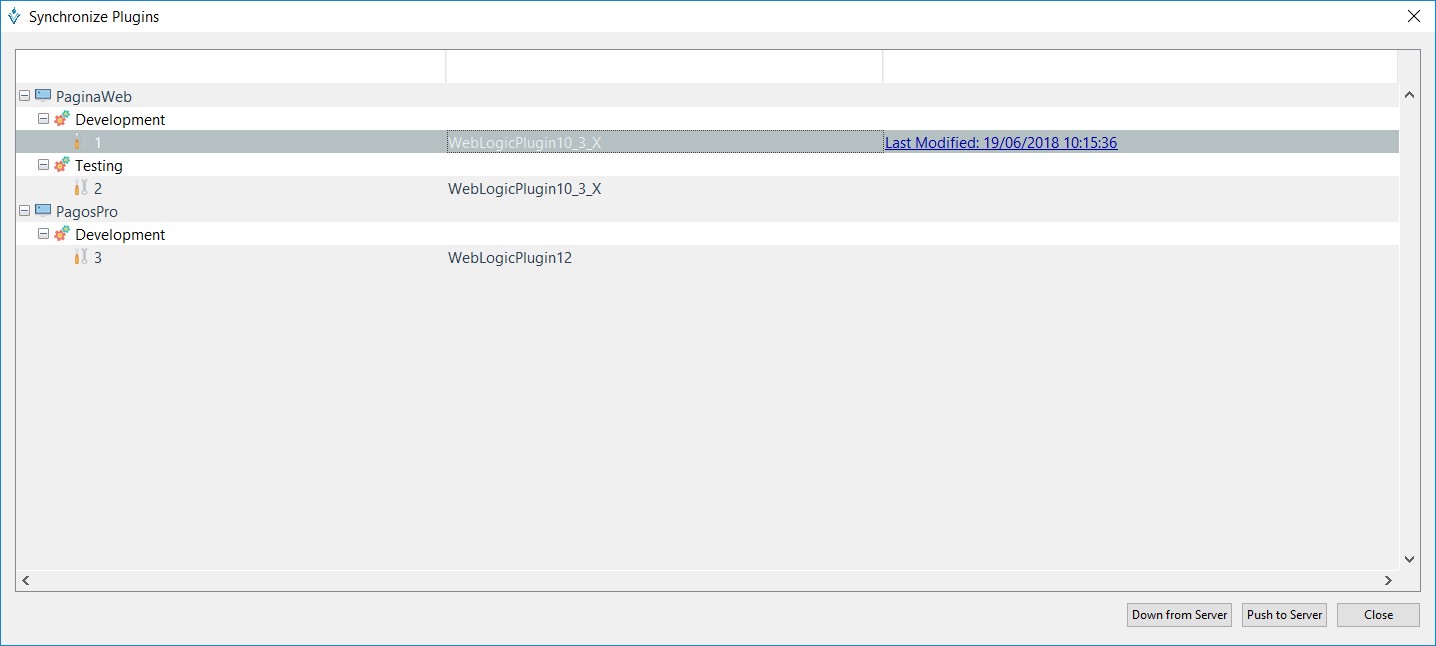 Synchronize Plugins
PaginaWeb
Development
1 WebLogicPlugin10_3_X Last Modified: 19/06/2018 10:15:36
Testing
2 WebLogicPlugin10_3_X
PagosPro
Development
3 WebLogicPlugin12
Down from Server Push to Server Close